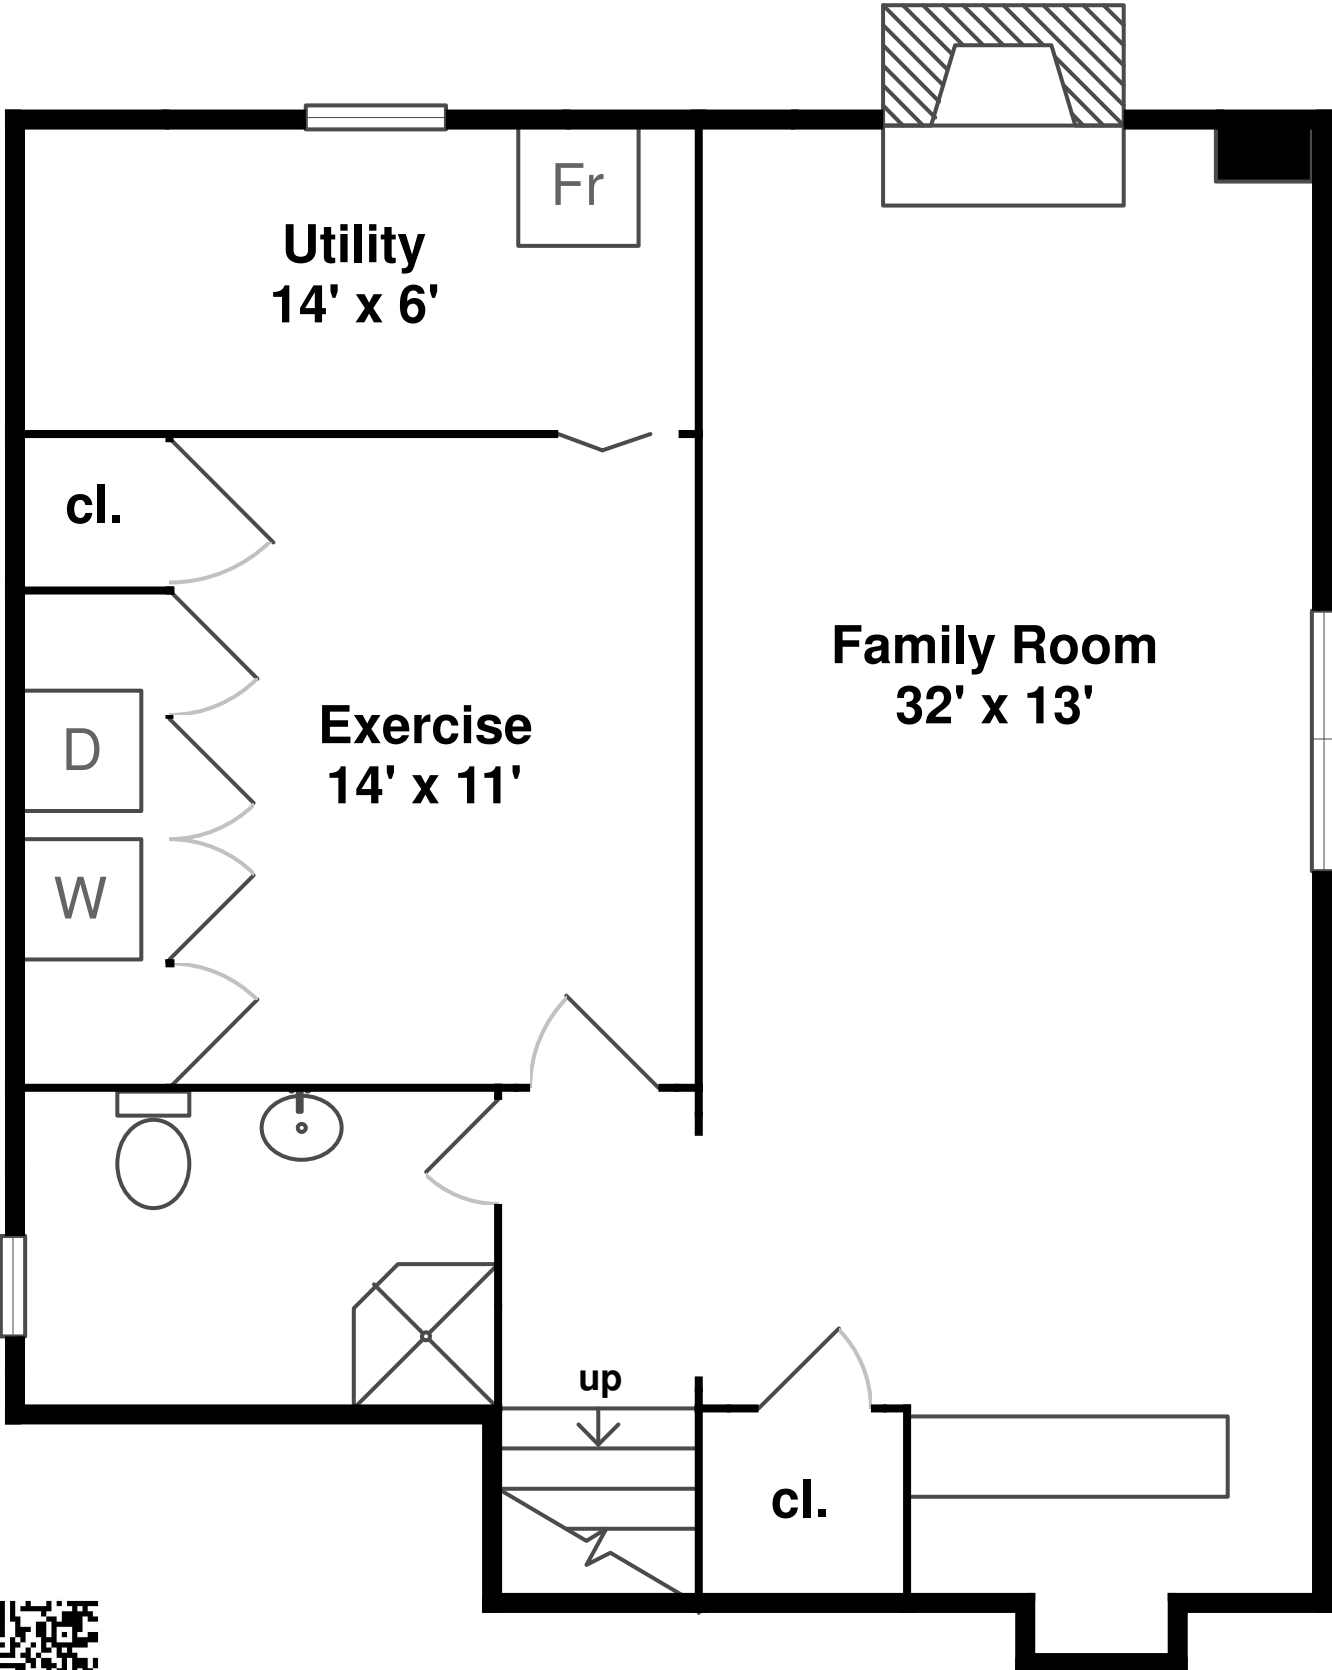 Fr
Utility
14' x 6'
cl.
Family Room
32' x 13'
D
Exercise
14' x 11'
W
up
cl.